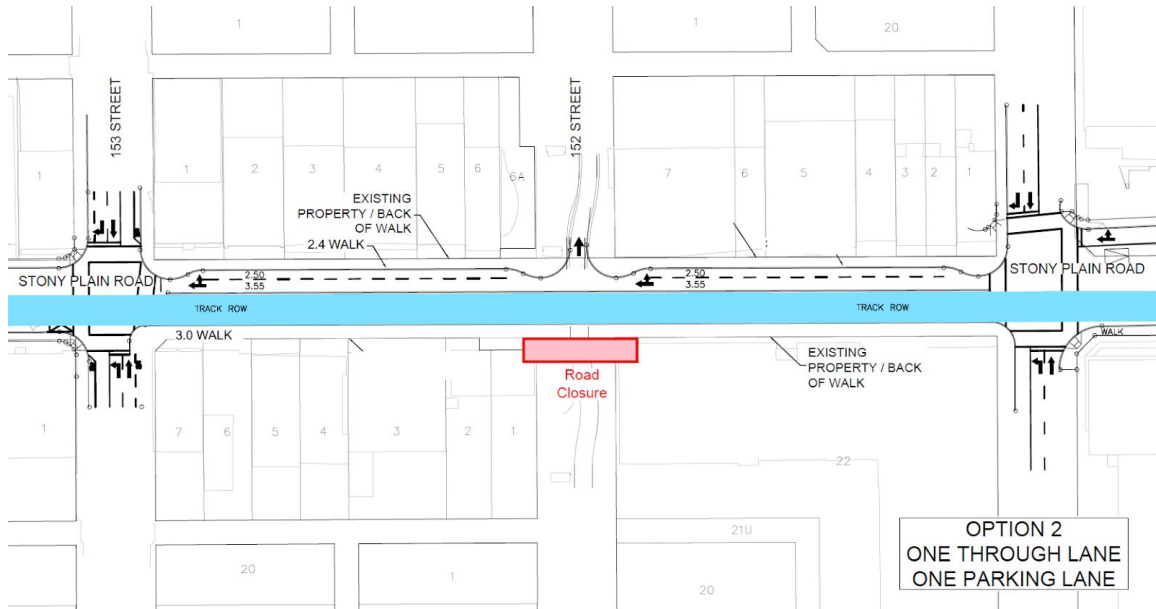 1
1
20
153 STREET
152 STREET
1
1
2
3
4
5
6
6A
7
6
5
4
3
2
1
EXISTING
PROPERTY / BACK
OF WALK
2.4 WALK
STONY PLAIN ROAD
2.50
3.55
2.50
3.55
STONY PLAIN ROAD
TRACK ROW
TRACK ROW
3.0 WALK
WALK
Road
Closure
EXISTING
PROPERTY / BACK
OF WALK
1
7
6
5
4
3
2
1
22
21U
20
1
20
OPTION 2
ONE THROUGH LANE
ONE PARKING LANE